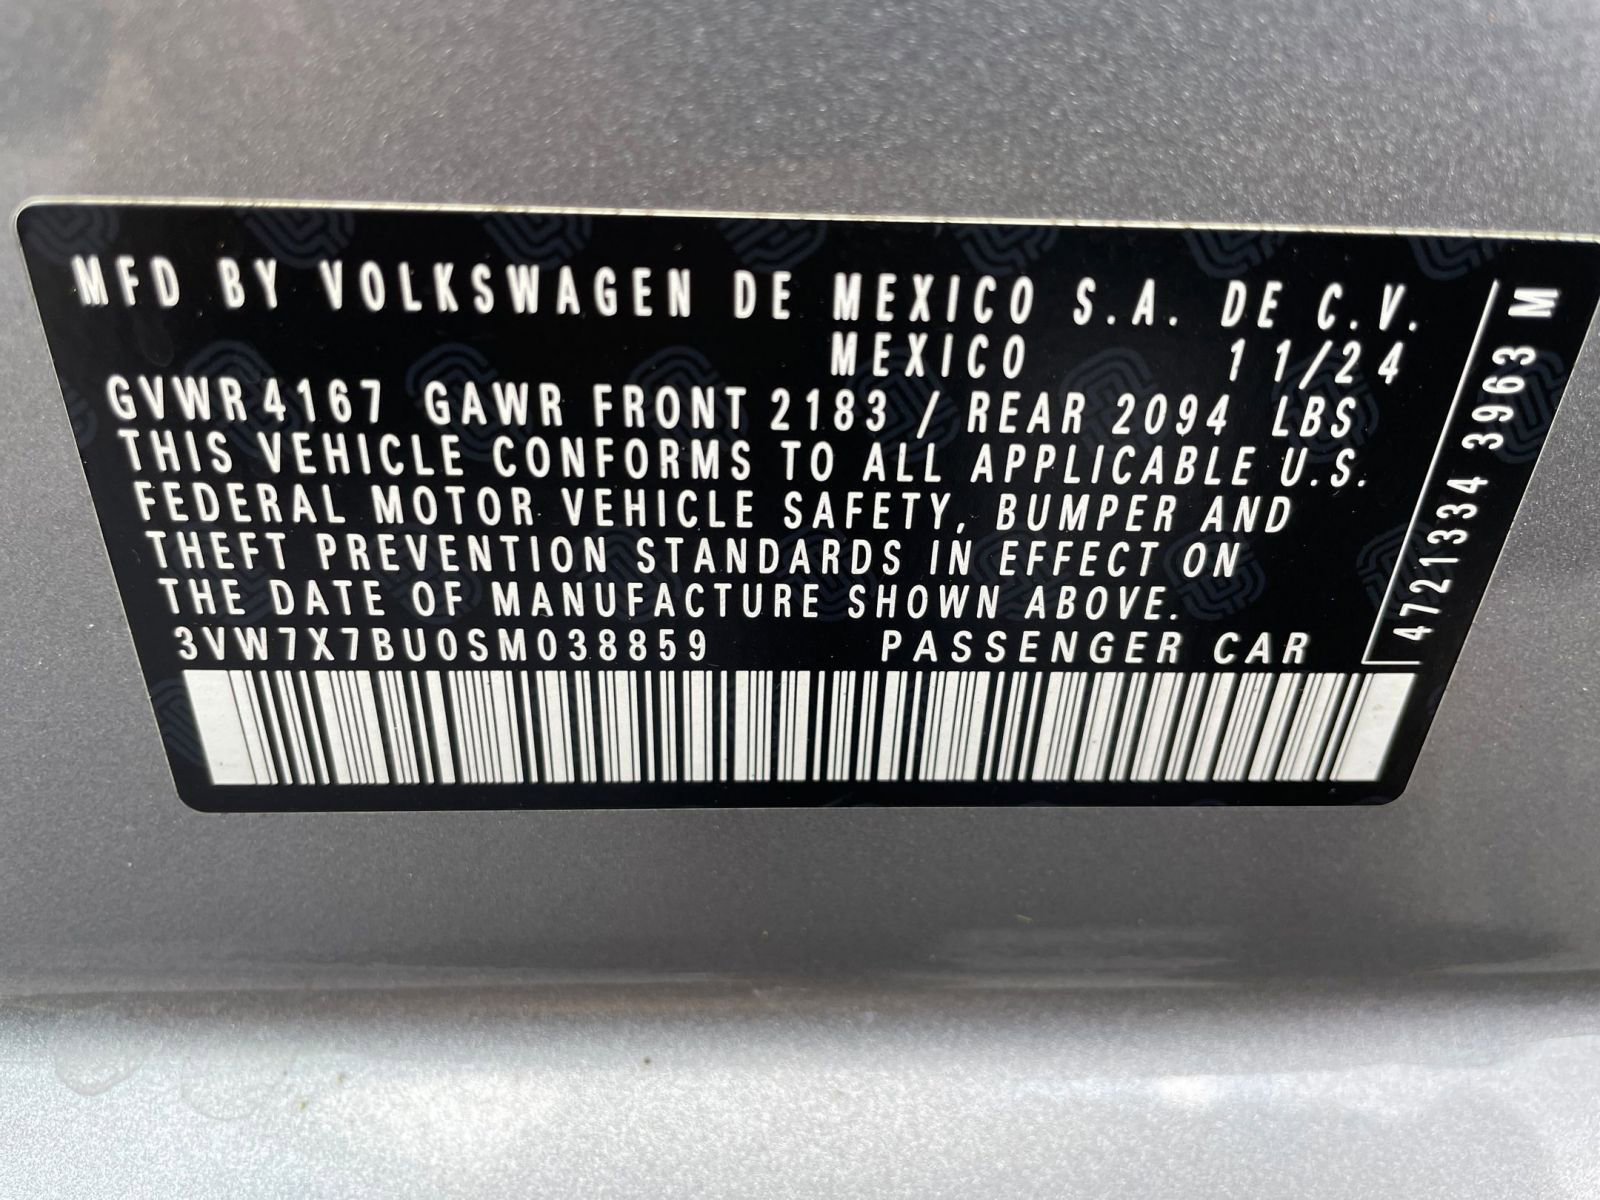 MFD BY VOLKSWAGEN DE MEXICO S.A. DE C.V.
MEXICO 11/24
GVWR 4167 GAWR FRONT 2183 / REAR 2094 LBS
THIS VEHICLE CONFORMS TO ALL APPLICABLE U.S.
FEDERAL MOTOR VEHICLE SAFETY, BUMPER AND
THEFT PREVENTION STANDARDS IN EFFECT ON
THE DATE OF MANUFACTURE SHOWN ABOVE.
3VW7X7BU0SM038859 PASSENGER CAR
4721334 3963 M